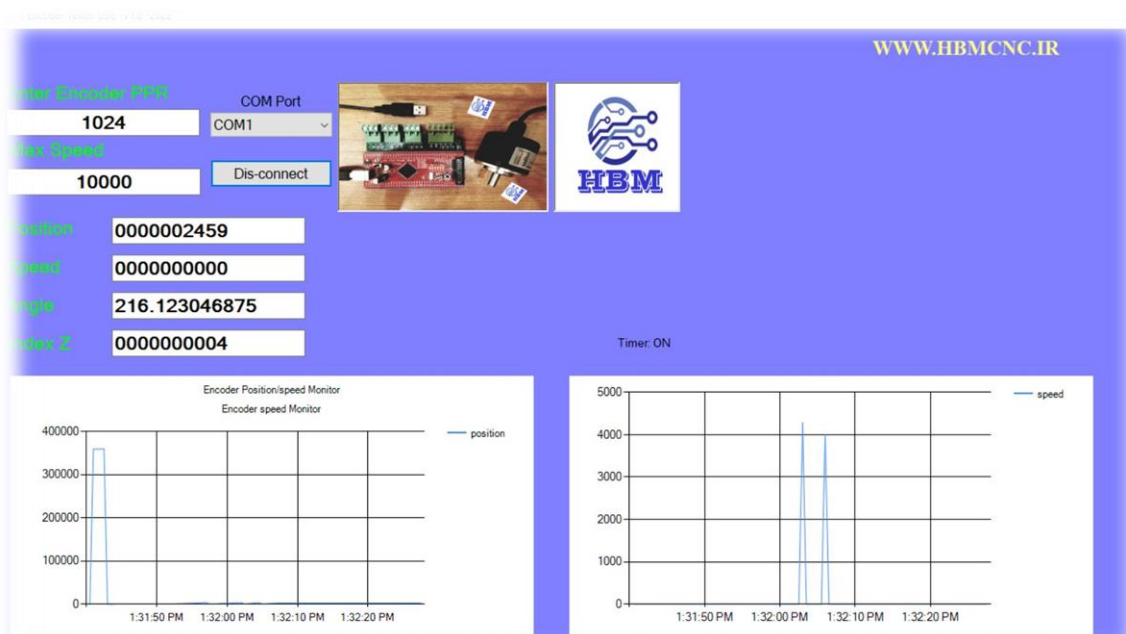 WWW.HBMCNC.IR
Enter Encoder PPR
1024
COM Port
COM1
Max Speed
10000
Dis-connect
HBM
Position
0000002459
Speed
0000000000
Angle
216.123046875
Index Z
0000000004
Timer: ON
Encoder Position/speed Monitor
Encoder speed Monitor
position
400000
300000
200000
100000
0
1:31:50 PM 1:32:00 PM 1:32:10 PM 1:32:20 PM
speed
5000
4000
3000
2000
1000
0
1:31:50 PM 1:32:00 PM 1:32:10 PM 1:32:20 PM